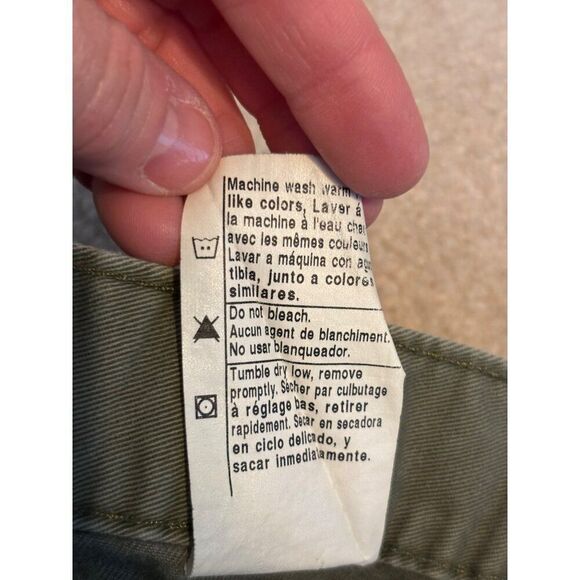 Machine wash warm
like colors, Laver á
la machine à l'eau
avec les mêmes couleurs
Lavar a máquina con
tibia, junto a colores
similares.
Do not bleach.
Aucun agent de blanchiment.
No usar blanqueador.
Tumble dry low, remove
promptly. Sécher par culbutage
à réglage bas, retirer
rapidement. Secar en secadora
en ciclo delicado, y
sacar inmediatamente.